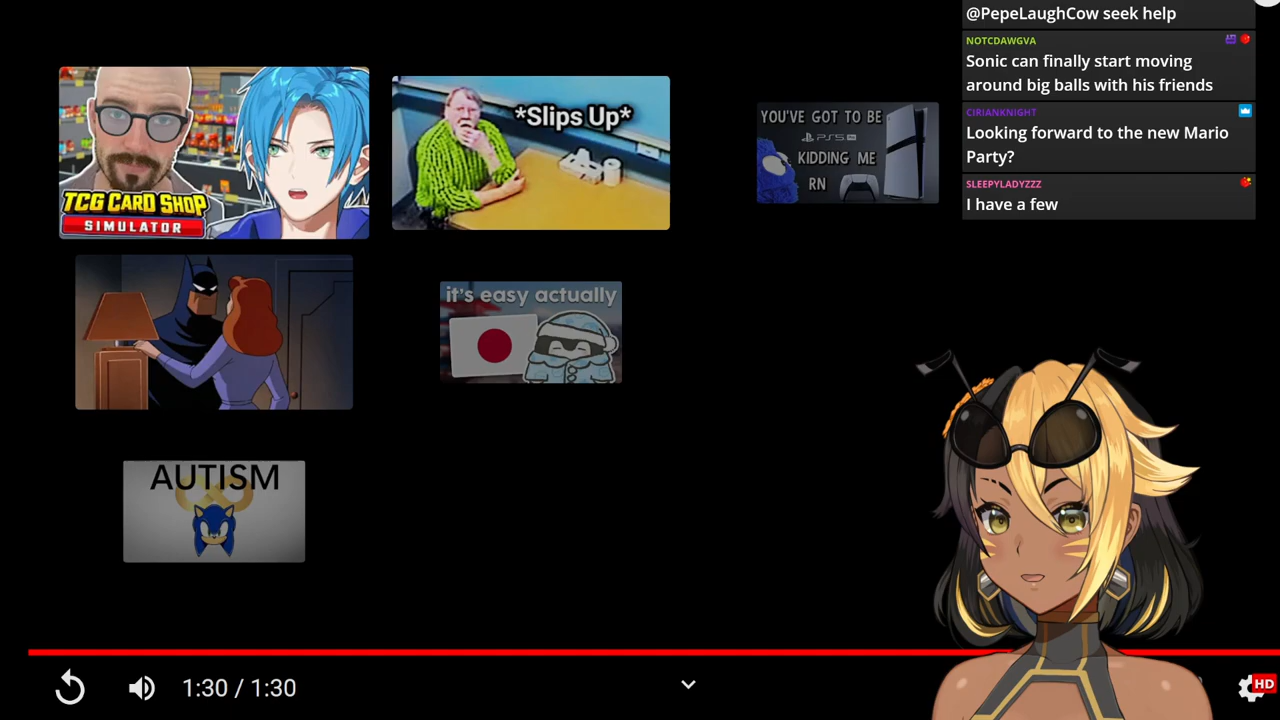 @PepeLaughCow seek help
NOTCDAWGVA
Sonic can finally start moving
around big balls with his friends
CIRIANKNIGHT
Looking forward to the new Mario
Party?
SLEEPYLADYZZZ
I have a few
TCG CARD SHOP
SIMULATOR
*Slips Up*
YOU'VE GOT TO BE
PS5 PRO
KIDDING ME
RN
it's easy actually
AUTISM
1:30 / 1:30
HD